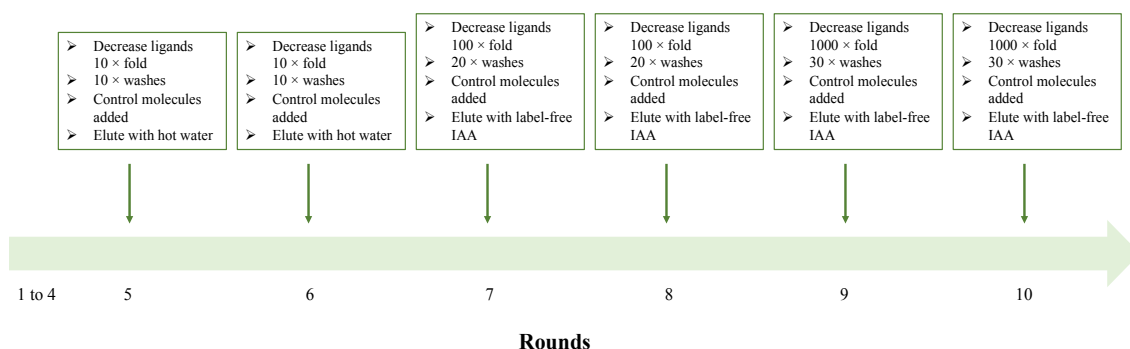 ➢ Decrease ligands
10 × fold
➢ 10 × washes
➢ Control molecules
added
➢ Elute with hot water
➢ Decrease ligands
10 × fold
➢ 10 × washes
➢ Control molecules
added
➢ Elute with hot water
➢ Decrease ligands
100 × fold
➢ 20 × washes
➢ Control molecules
added
➢ Elute with label-free
IAA
➢ Decrease ligands
100 × fold
➢ 20 × washes
➢ Control molecules
added
➢ Elute with label-free
IAA
➢ Decrease ligands
1000 × fold
➢ 30 × washes
➢ Control molecules
added
➢ Elute with label-free
IAA
➢ Decrease ligands
1000 × fold
➢ 30 × washes
➢ Control molecules
added
➢ Elute with label-free
IAA
1 to 4 5 6 7 8 9 10
Rounds